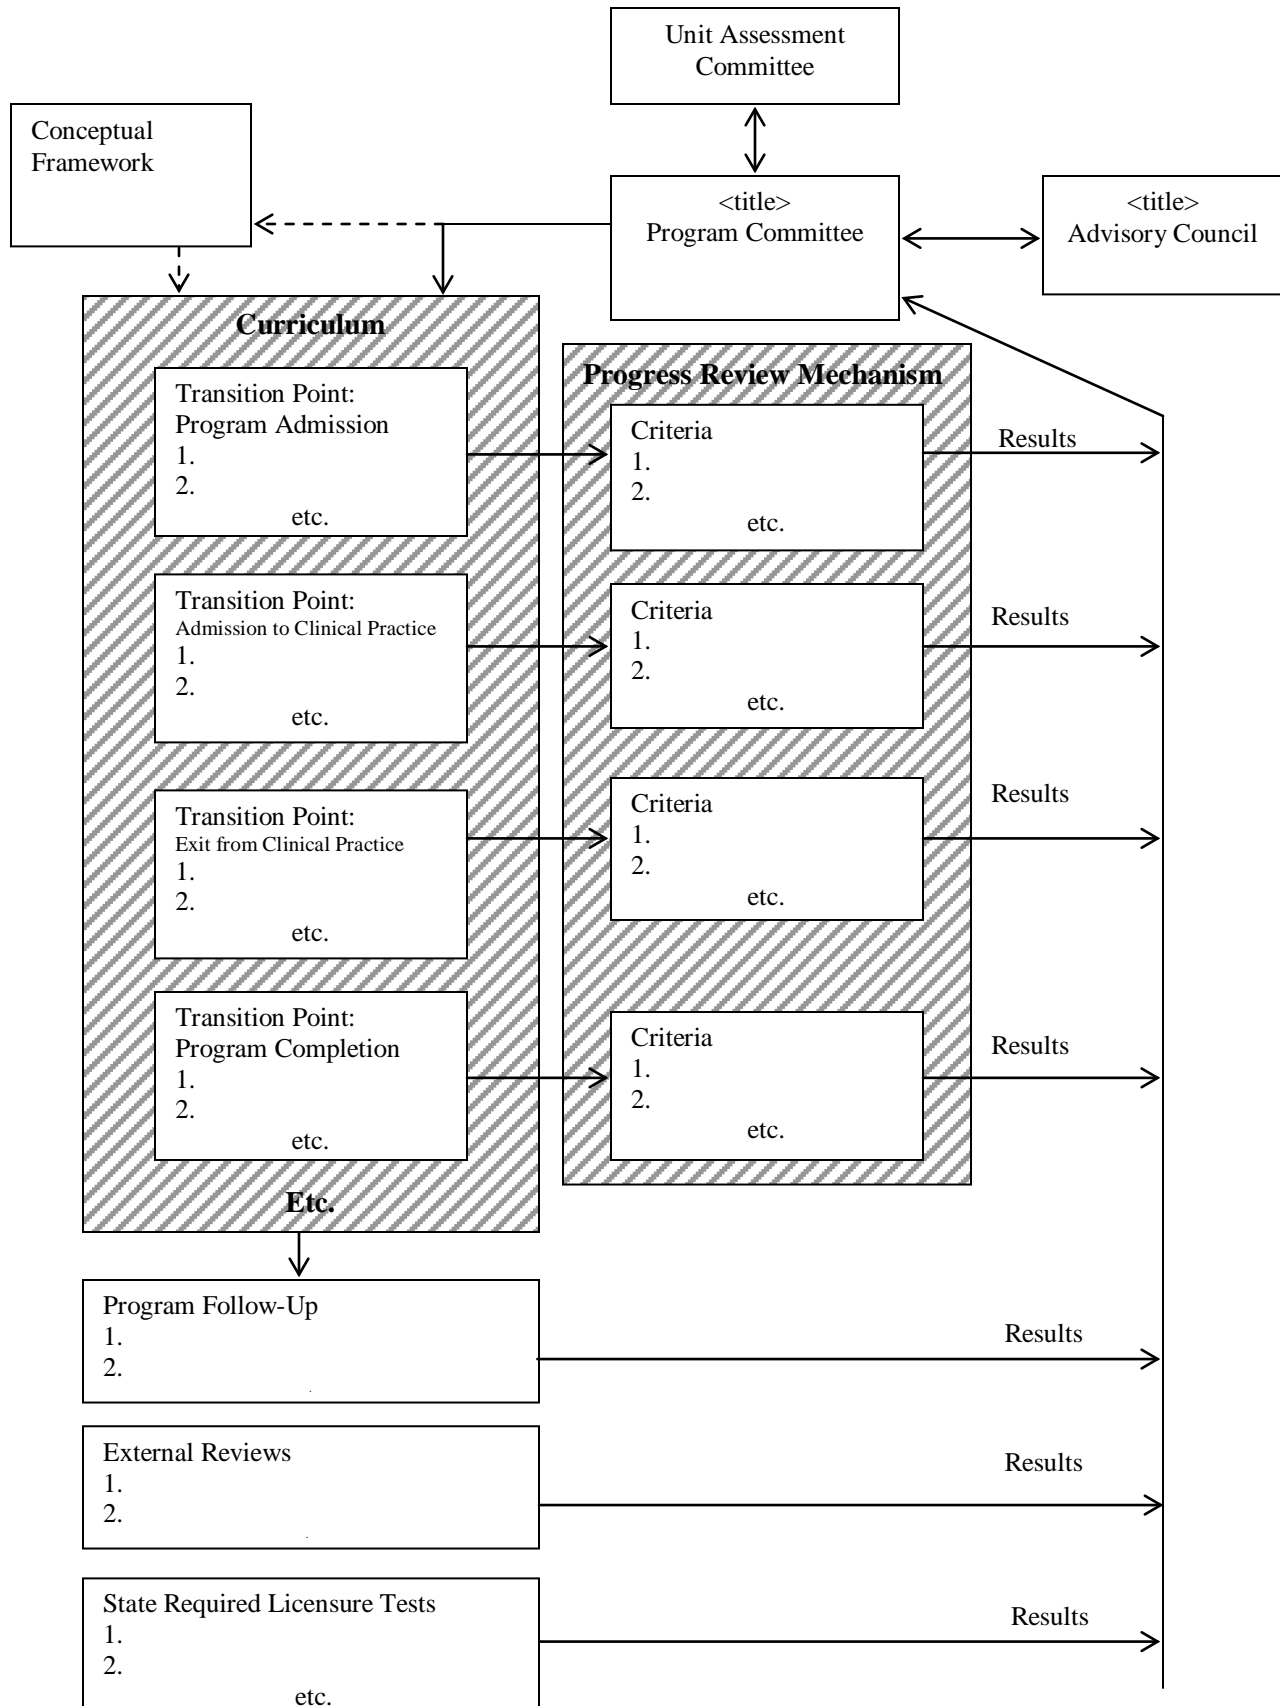 Unit Assessment
Committee
Conceptual
Framework
<title>
Program Committee
<title>
Advisory Council
Curriculum
Transition Point:
Program Admission
1.
2.
etc.
Transition Point:
Admission to Clinical Practice
1.
2.
etc.
Transition Point:
Exit from Clinical Practice
1.
2.
etc.
Transition Point:
Program Completion
1.
2.
etc.
Etc.
Progress Review Mechanism
Criteria
1.
2.
etc.
Results
Criteria
1.
2.
etc.
Results
Criteria
1.
2.
etc.
Results
Criteria
1.
2.
etc.
Results
Program Follow-Up
1.
2.
.
Results
External Reviews
1.
2.
.
Results
State Required Licensure Tests
1.
2.
etc.
Results